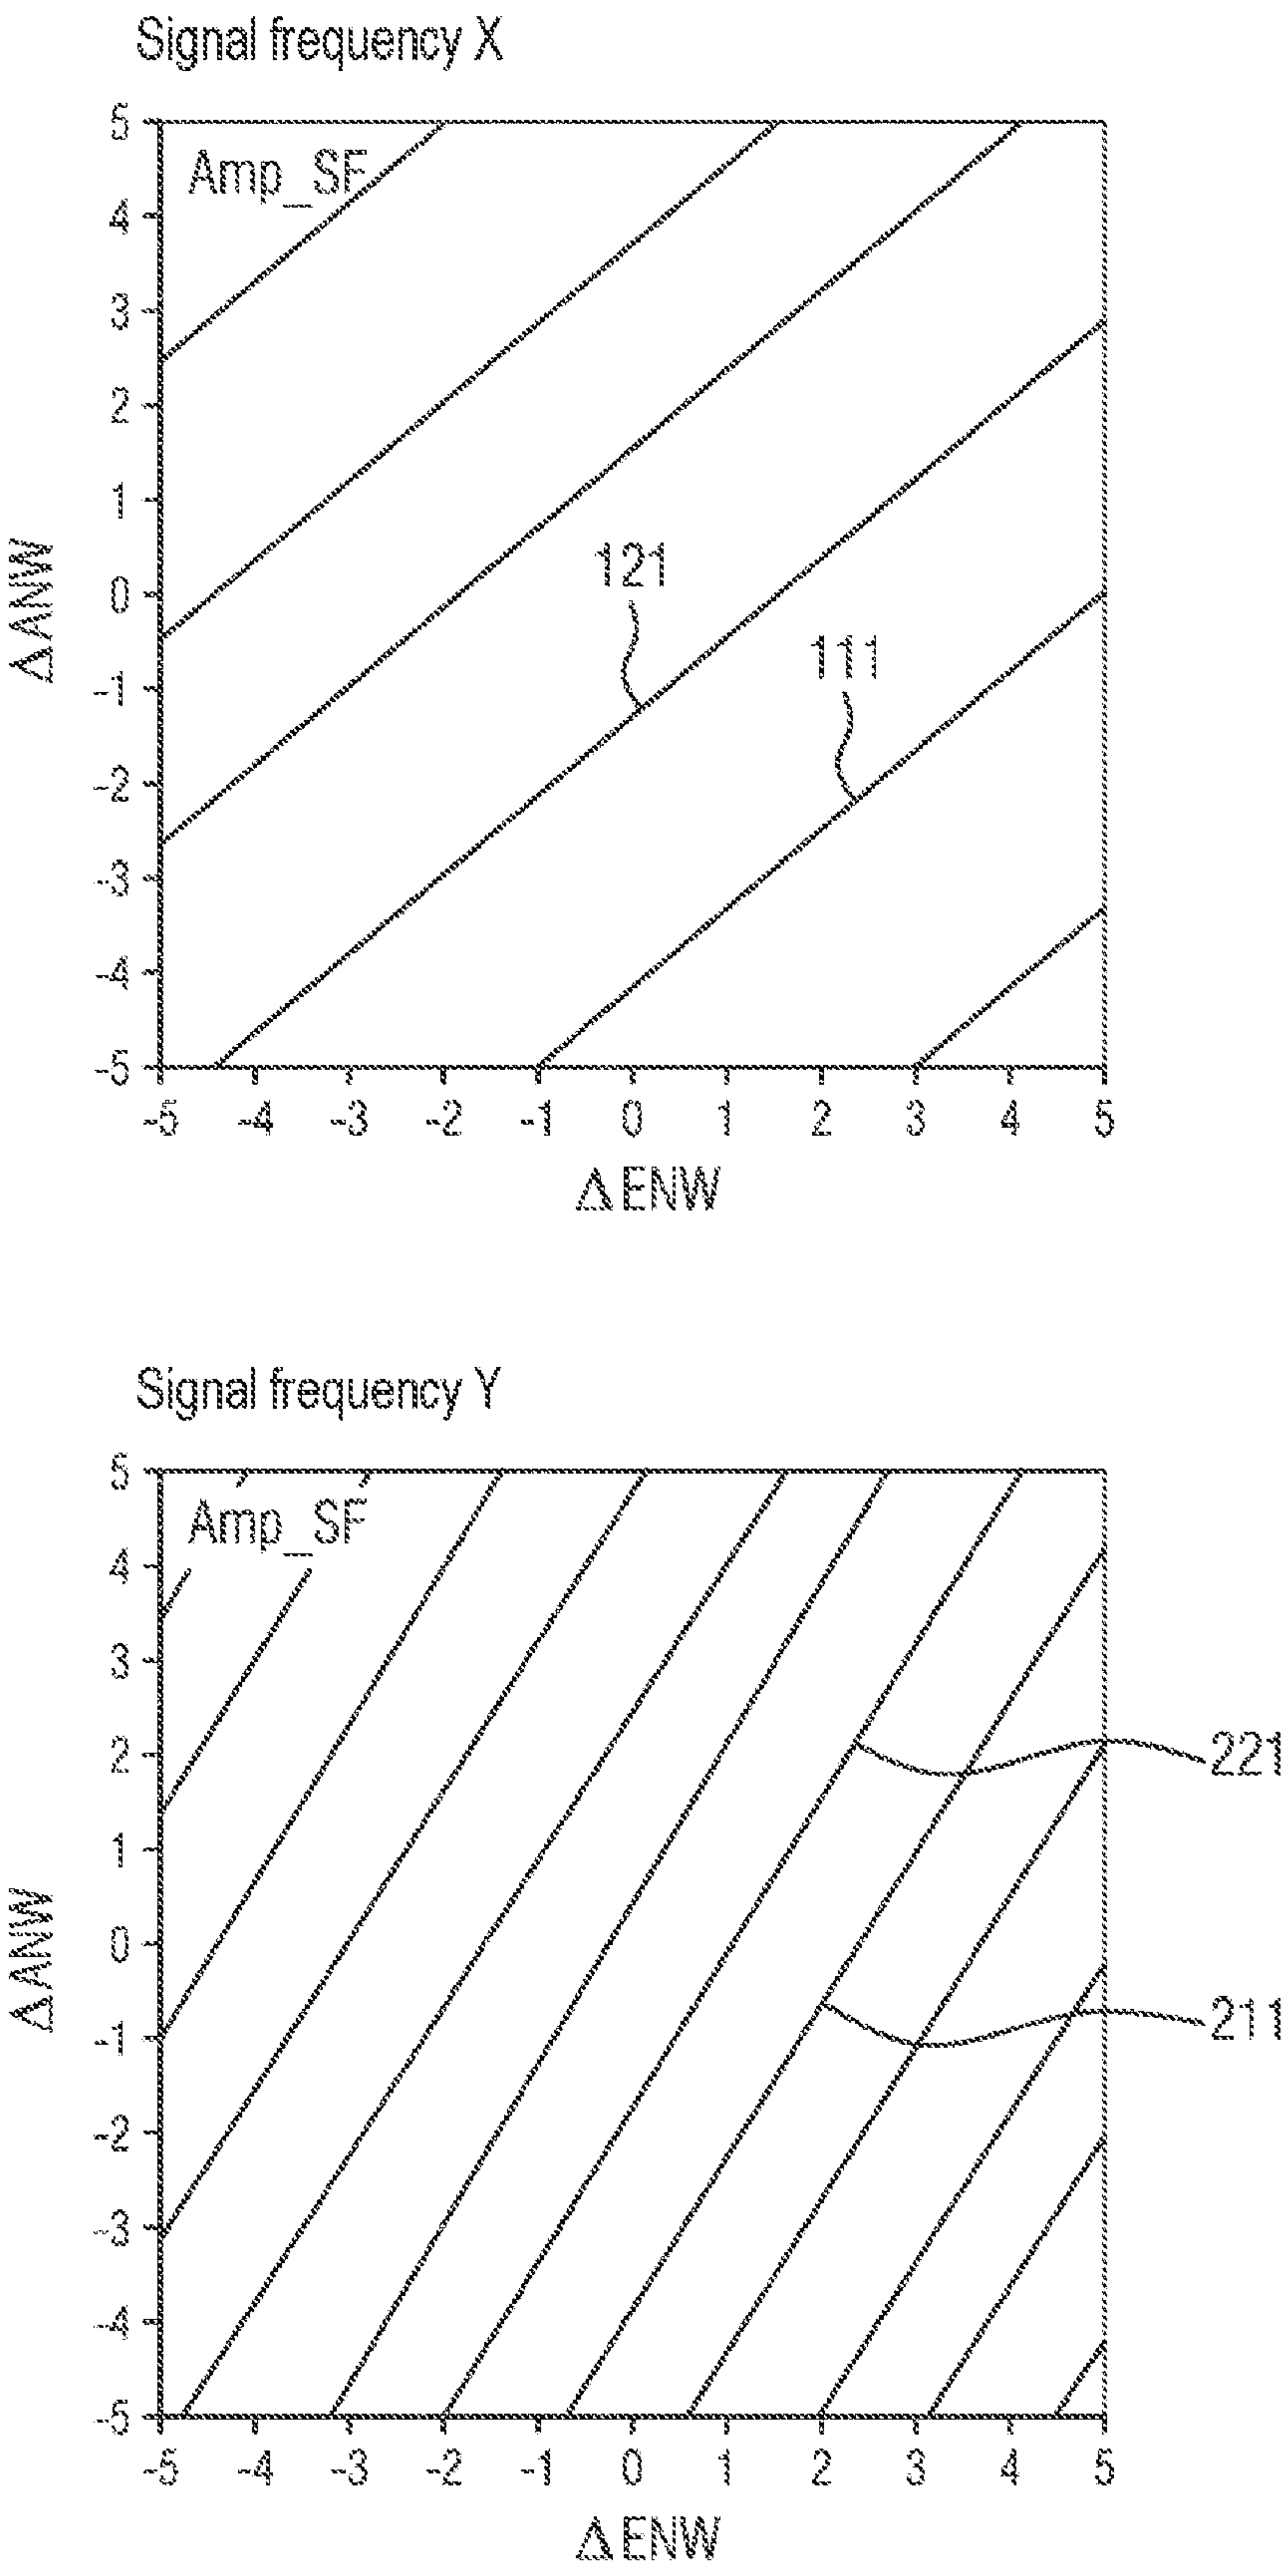 Signal frequency X
Amp_SF
5
4
3
2
1
0
-1
-2
-3
-4
-5
ΔANW
121
111
-5 -4 -3 -2 -1 0 1 2 3 4 5
ΔENW
Signal frequency Y
Amp_SF
5
4
3
2
1
0
-1
-2
-3
-4
-5
ΔANW
221
211
-5 -4 -3 -2 -1 0 1 2 3 4 5
ΔENW